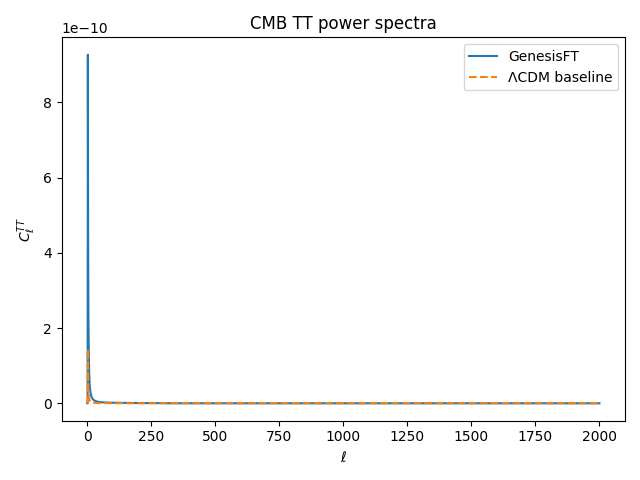 CMB TT power spectra
1e−10
GenesisFT
ΛCDM baseline
8
6
4
2
0
C_ℓ^{TT}
0 250 500 750 1000 1250 1500 1750 2000
ℓ